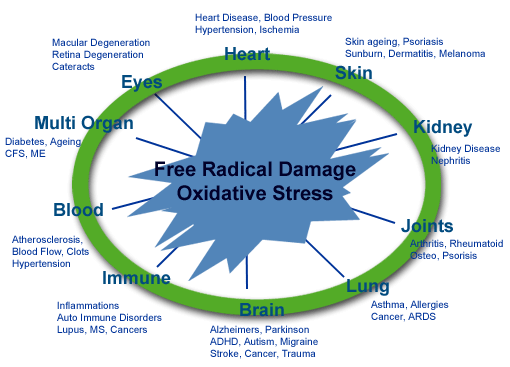 Heart Disease, Blood Pressure
Hypertension, Ischemia
Heart
Skin ageing, Psoriasis
Sunburn, Dermatitis, Melanoma
Skin
Macular Degeneration
Retina Degeneration
Cateracts
Eyes
Multi Organ
Diabetes, Ageing
CFS, ME
Kidney
Kidney Disease
Nephritis
Free Radical Damage
Oxidative Stress
Blood
Atherosclerosis,
Blood Flow, Clots
Hypertension
Joints
Arthritis, Rheumatoid
Osteo, Psorisis
Immune
Inflammations
Auto Immune Disorders
Lupus, MS, Cancers
Brain
Alzheimers, Parkinson
ADHD, Autism, Migraine
Stroke, Cancer, Trauma
Lung
Asthma, Allergies
Cancer, ARDS